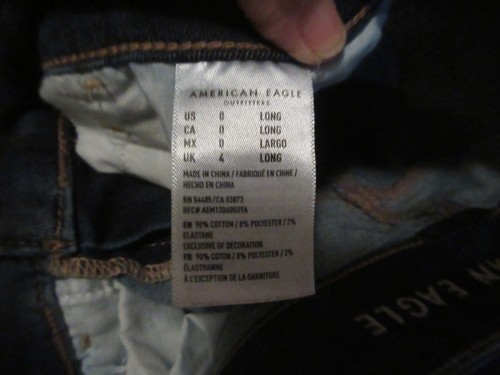 AMERICAN EAGLE
OUTFITTERS
US 0 LONG
CA 0 LONG
MX 0 LARGO
UK 4 LONG
MADE IN CHINA / FABRIQUÉ EN CHINE /
HECHO EN CHINA
RN 54485/CA 03873
RFC# AEM120606U9A
EN 90% COTTON / 8% POLYESTER / 2%
ELASTANE
EXCLUSIVE OF DECORATION
FR 90% COTON / 8% POLYESTER / 2%
ÉLASTHANNE
À L'EXCEPTION DE LA GARNITURE
EAGLE